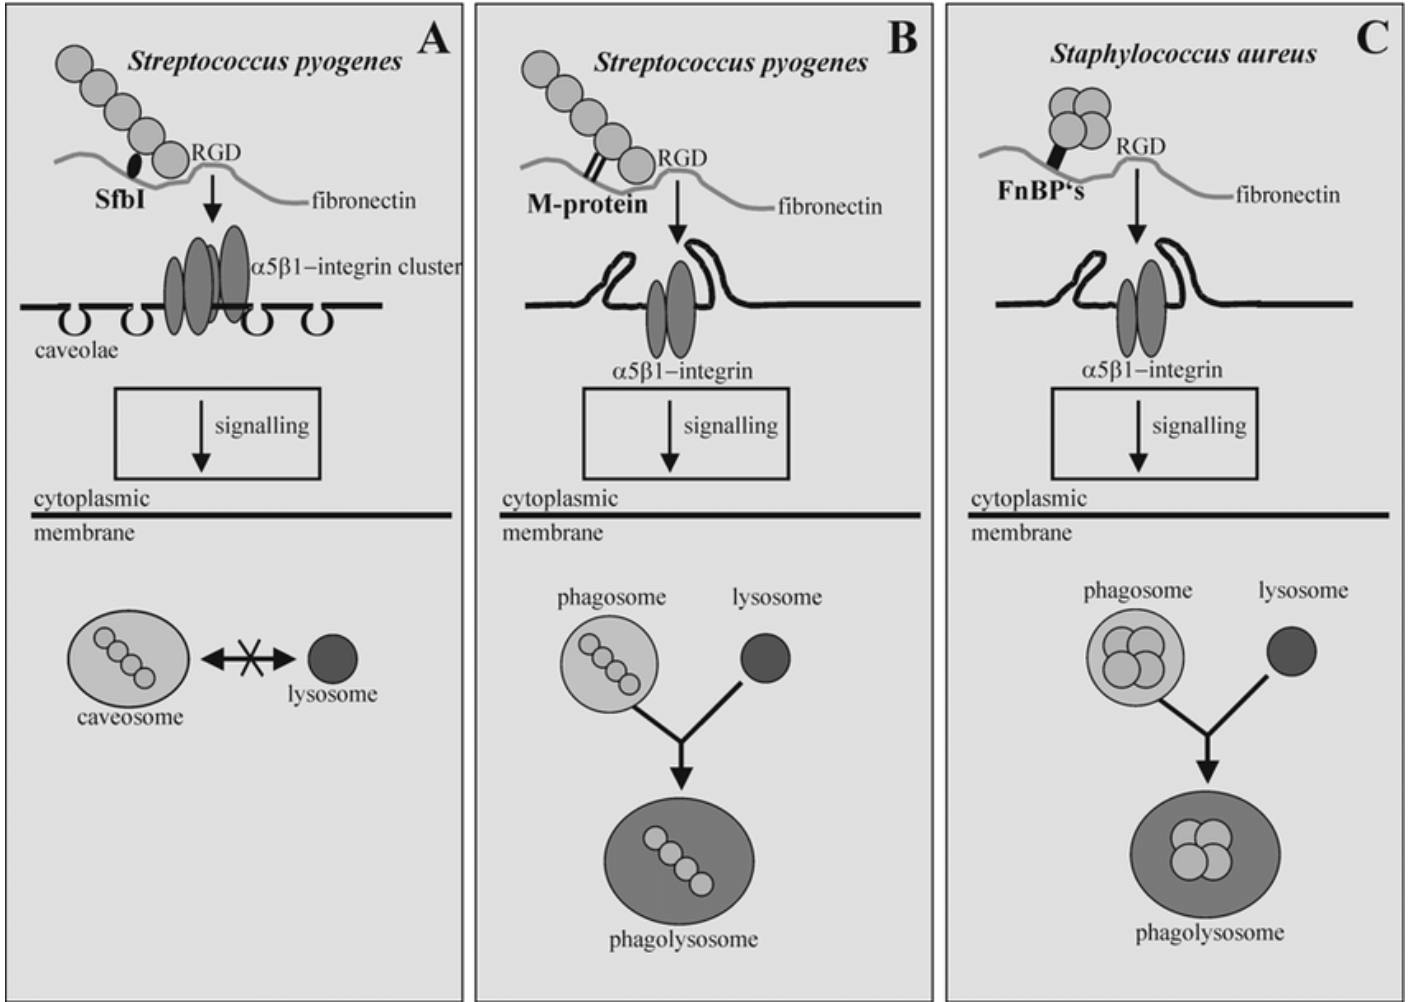 A
Streptococcus pyogenes
RGD
SfbI
fibronectin
α5β1–integrin cluster
caveolae
signalling
cytoplasmic
membrane
caveosome
lysosome
B
Streptococcus pyogenes
RGD
M-protein
fibronectin
α5β1–integrin
signalling
cytoplasmic
membrane
phagosome
lysosome
phagolysosome
C
Staphylococcus aureus
RGD
FnBP‘s
fibronectin
α5β1–integrin
signalling
cytoplasmic
membrane
phagosome
lysosome
phagolysosome